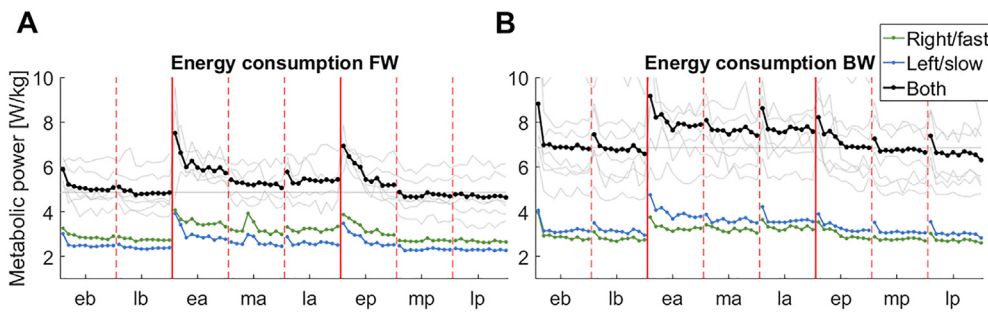 A
B
Energy consumption FW
Energy consumption BW
Right/fast
Left/slow
Both
Metabolic power [W/kg]
10
8
6
4
2
eb lb ea ma la ep mp lp
10
8
6
4
2
eb lb ea ma la ep mp lp